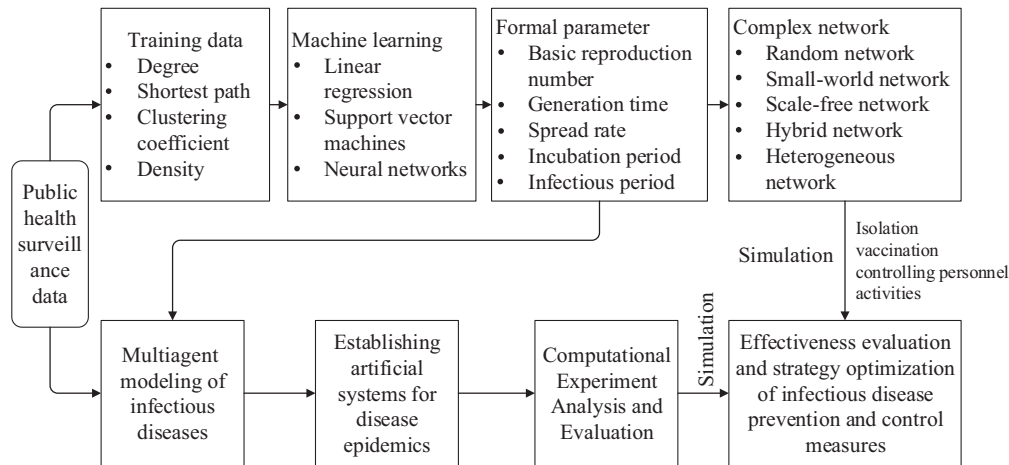 Public
health
surveill
ance
data
Training data
• Degree
• Shortest path
• Clustering
coefficient
• Density
Machine learning
• Linear
regression
• Support vector
machines
• Neural networks
Formal parameter
• Basic reproduction
number
• Generation time
• Spread rate
• Incubation period
• Infectious period
Complex network
• Random network
• Small-world network
• Scale-free network
• Hybrid network
• Heterogeneous
network
Simulation
Isolation
vaccination
controlling personnel
activities
Multiagent
modeling of
infectious
diseases
Establishing
artificial
systems for
disease
epidemics
Computational
Experiment
Analysis and
Evaluation
Simulation
Effectiveness evaluation
and strategy optimization
of infectious disease
prevention and control
measures